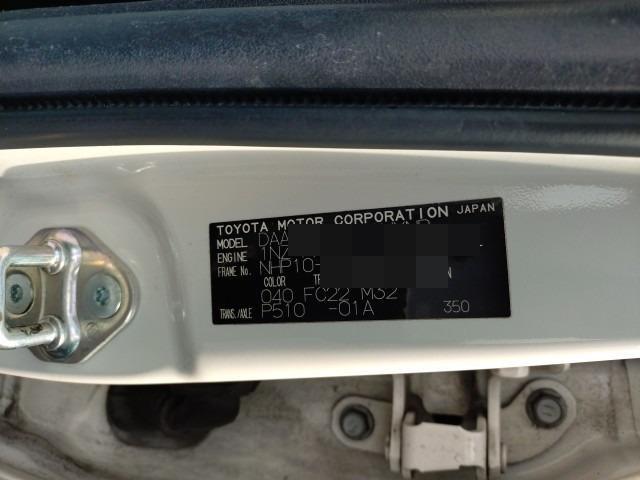 TOYOTA MOTOR CORPORATION JAPAN
MODEL DAA
ENGINE 1NZ
FRAME No. NHP10-
COLOR
040 FC22 M32
TRANS./AXLE P510 -01A 350